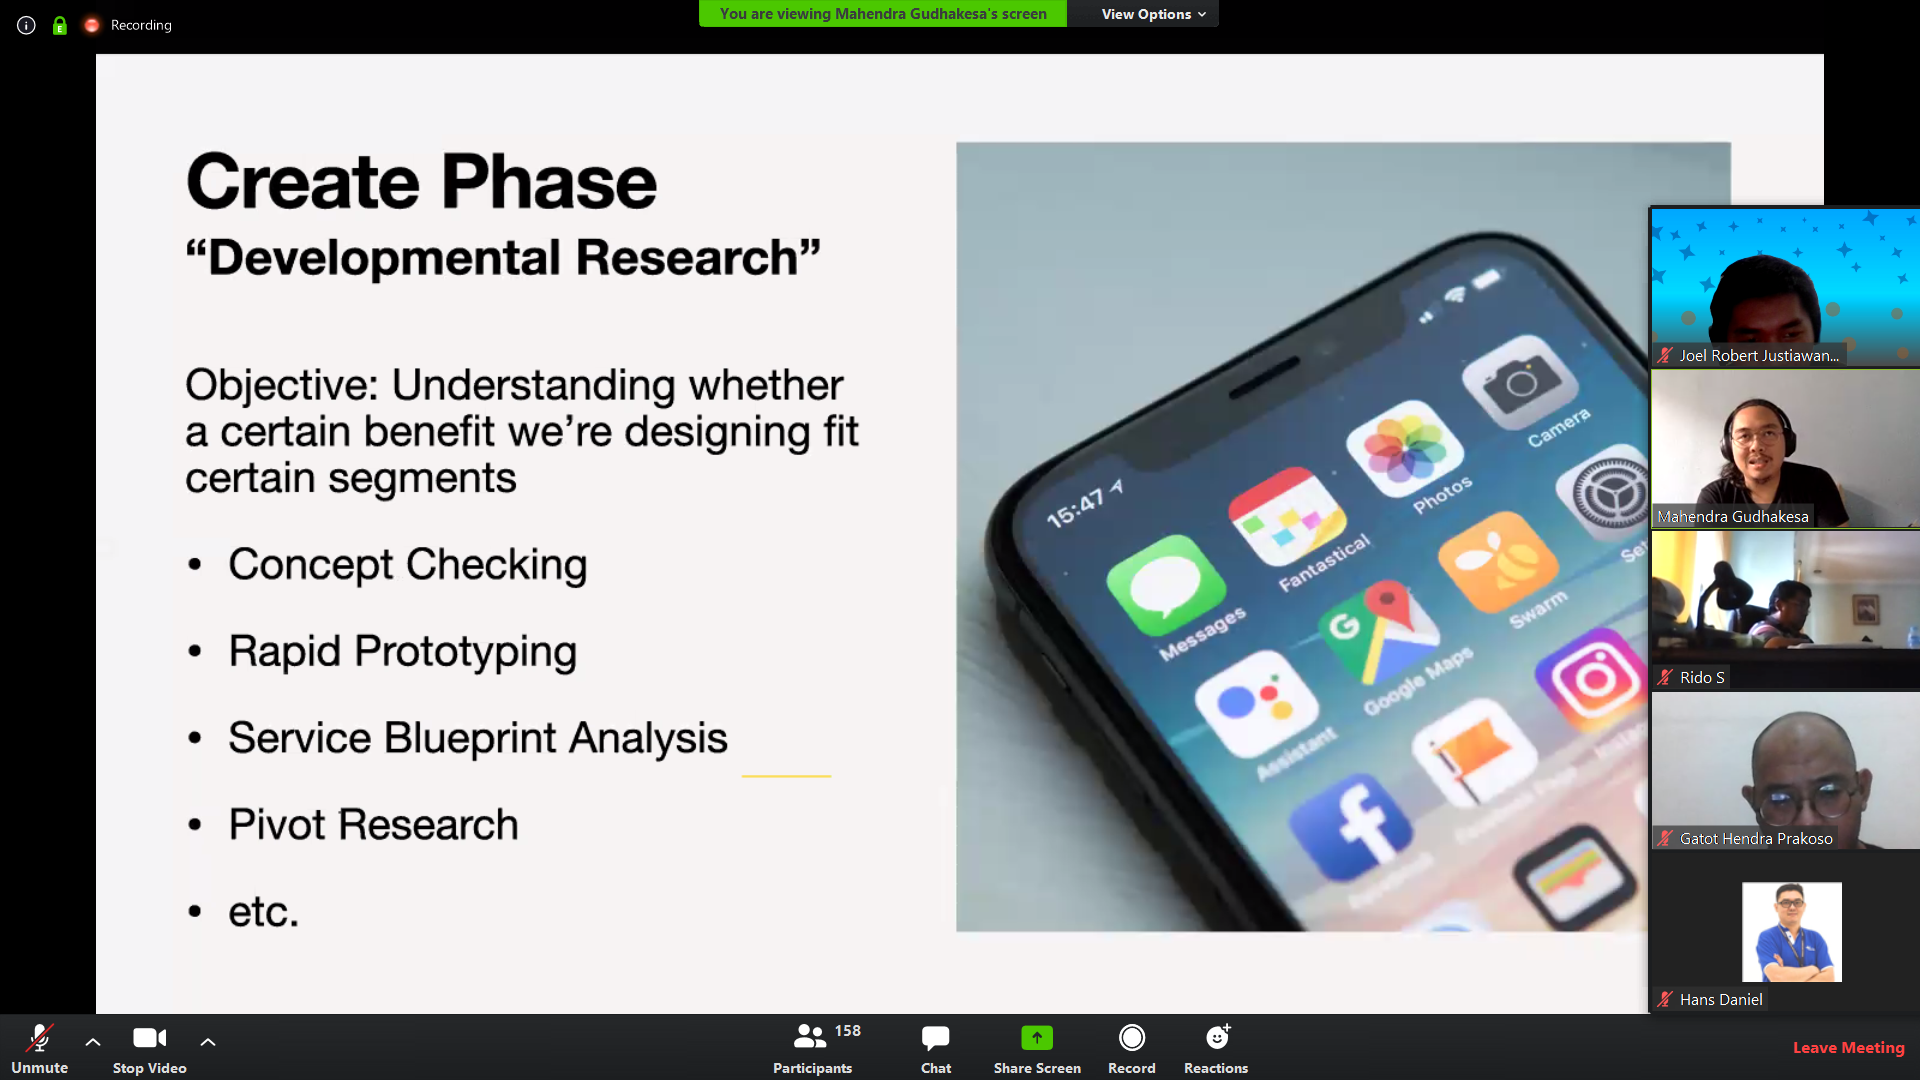 Recording
You are viewing Mahendra Gudhakesa's screen
View Options
Create Phase
“Developmental Research”
Objective: Understanding whether
a certain benefit we’re designing fit
certain segments
• Concept Checking
• Rapid Prototyping
• Service Blueprint Analysis
• Pivot Research
• etc.
15:47
Messages
Fantastical
Photos
Camera
Assistant
Google Maps
Swarm
Joel Robert Justiawan...
Mahendra Gudhakesa
Rido S
Gatot Hendra Prakoso
Hans Daniel
Unmute
Stop Video
158
Participants
Chat
Share Screen
Record
Reactions
Leave Meeting